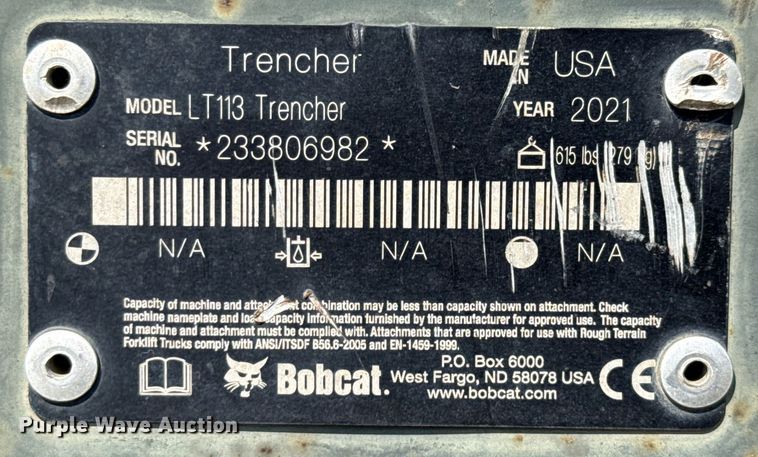 Trencher
MADE IN USA
MODEL LT113 Trencher
YEAR 2021
SERIAL NO. *233806982*
615 lbs (279 kg)
N/A N/A N/A
Capacity of machine and attachment combination may be less than capacity shown on attachment. Check
machine nameplate and load capacity information furnished by the manufacturer for approved use. The capacity
of machine and attachment must be complied with. Attachments that are approved for use with Rough Terrain
Forklift Trucks comply with ANSI/ITSDF B56.6-2005 and EN-1459-1999.
Bobcat.
P.O. Box 6000
West Fargo, ND 58078 USA
www.bobcat.com
CE
Purple Wave Auction